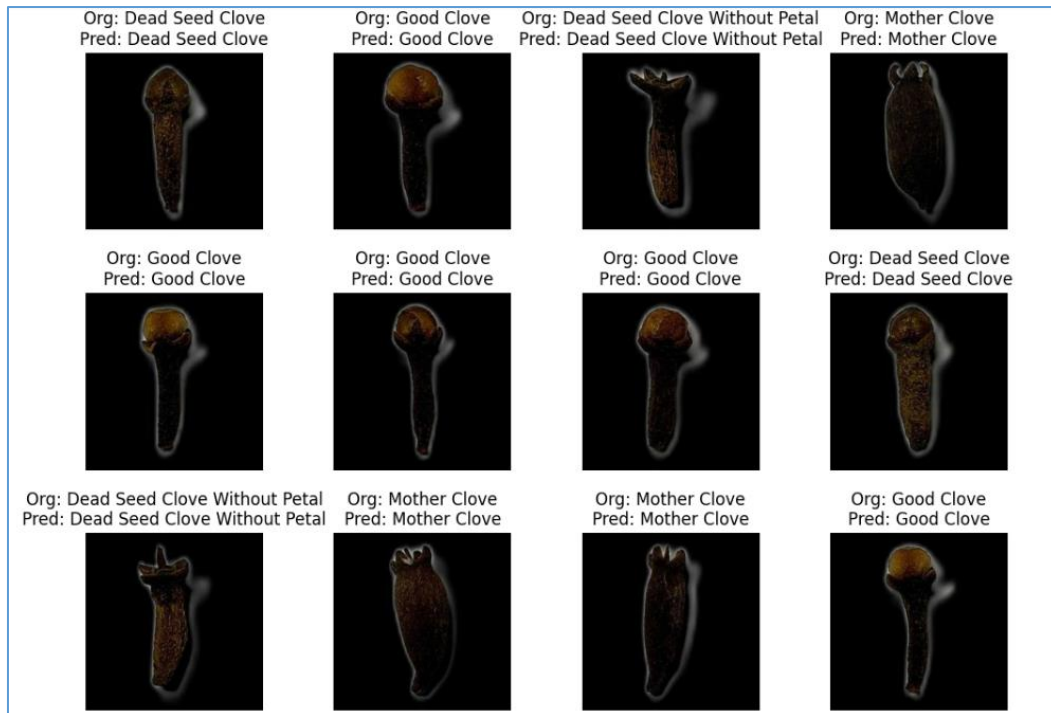 Org: Dead Seed Clove
Pred: Dead Seed Clove
Org: Good Clove
Pred: Good Clove
Org: Dead Seed Clove Without Petal
Pred: Dead Seed Clove Without Petal
Org: Mother Clove
Pred: Mother Clove
Org: Good Clove
Pred: Good Clove
Org: Good Clove
Pred: Good Clove
Org: Good Clove
Pred: Good Clove
Org: Dead Seed Clove
Pred: Dead Seed Clove
Org: Dead Seed Clove Without Petal
Pred: Dead Seed Clove Without Petal
Org: Mother Clove
Pred: Mother Clove
Org: Mother Clove
Pred: Mother Clove
Org: Good Clove
Pred: Good Clove